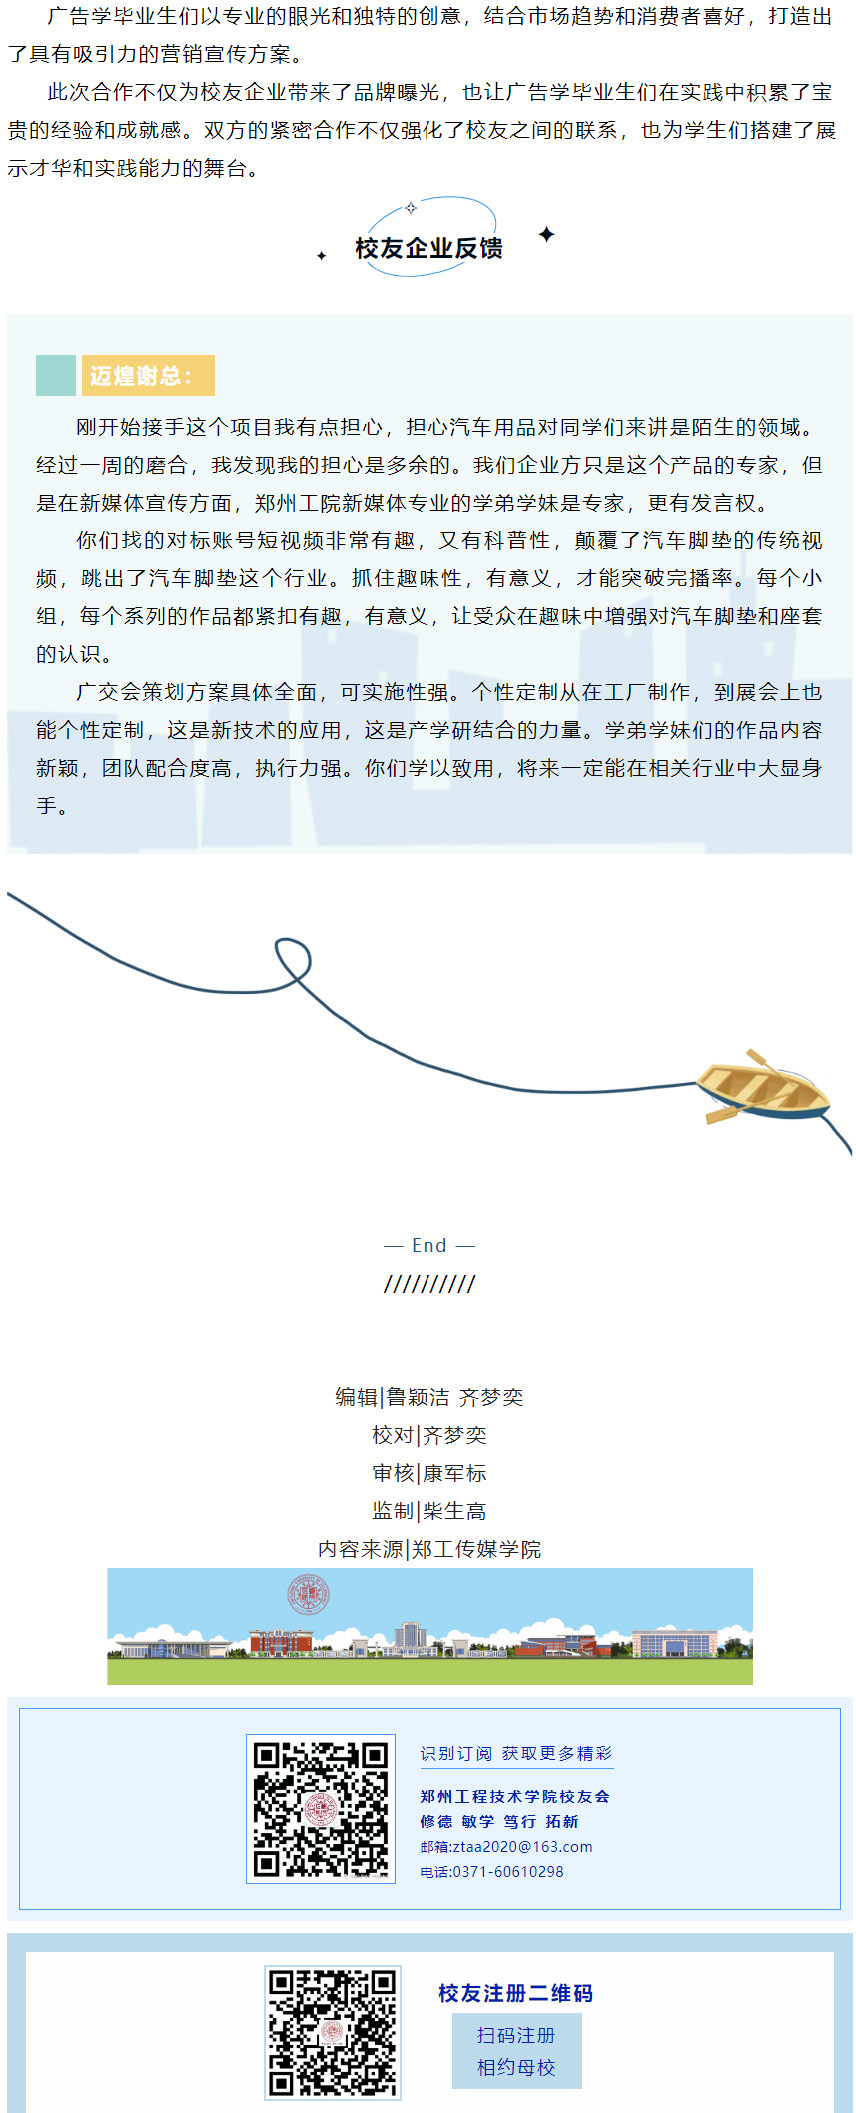 广告学毕业生们以专业的眼光和独特的创意，结合市场趋势和消费者喜好，打造出
了具有吸引力的营销宣传方案。
此次合作不仅为校友企业带来了品牌曝光，也让广告学毕业生们在实践中积累了宝
贵的经验和成就感。双方的紧密合作不仅强化了校友之间的联系，也为学生们搭建了展
示才华和实践能力的舞台。
校友企业反馈
迈煌谢总：
刚开始接手这个项目我有点担心，担心汽车用品对同学们来讲是陌生的领域。
经过一周的磨合，我发现我的担心是多余的。我们企业方只是这个产品的专家，但
是在新媒体宣传方面，郑州工院新媒体专业的学弟学妹是专家，更有发言权。
你们找的对标账号短视频非常有趣，又有科普性，颠覆了汽车脚垫的传统视
频，跳出了汽车脚垫这个行业。抓住趣味性，有意义，才能突破完播率。每个小
组，每个系列的作品都紧扣有趣，有意义，让受众在趣味中增强对汽车脚垫和座套
的认识。
广交会策划方案具体全面，可实施性强。个性定制从在工厂制作，到展会上也
能个性定制，这是新技术的应用，这是产学研结合的力量。学弟学妹们的作品内容
新颖，团队配合度高，执行力强。你们学以致用，将来一定能在相关行业中大显身
手。
— End —
//////////
编辑|鲁颖洁 齐梦奕
校对|齐梦奕
审核|康军标
监制|柴生高
内容来源|郑工传媒学院
识别订阅 获取更多精彩
郑州工程技术学院校友会
修德 敏学 笃行 拓新
邮箱:ztaa2020@163.com
电话:0371-60610298
校友注册二维码
扫码注册
相约母校